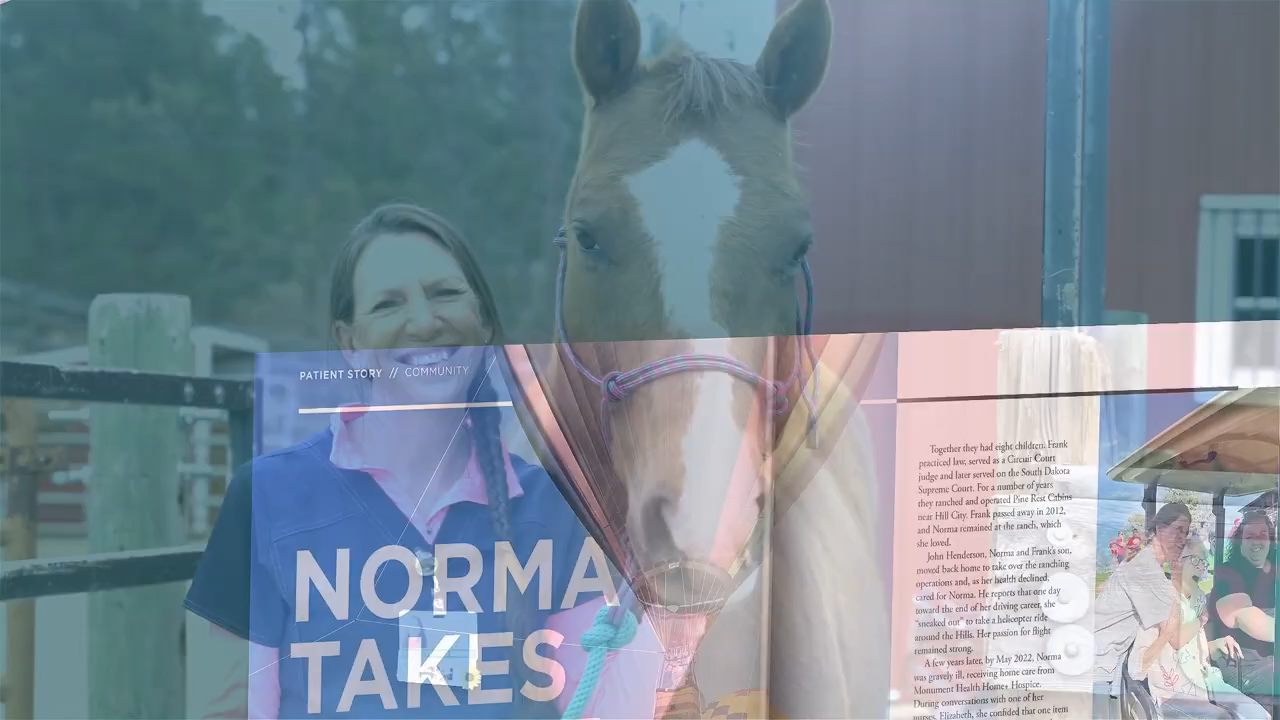 PATIENT STORY // COMMUNITY
NORMA
TAKES
Together they had eight children. Frank
practiced law, served as a Circuit Court
judge and later served on the South Dakota
Supreme Court. For a number of years
they ranched and operated Pine Rest Cabins
near Hill City. Frank passed away in 2012,
and Norma remained at the ranch, which
she loved.
John Henderson, Norma and Frank's son,
moved back home to take over the ranching
operations and, as her health declined,
cared for Norma. He reports that one day
toward the end of her driving career, she
"sneaked out" to take a helicopter ride
around the Hills. Her passion for flight
remained strong.
A few years later, by May 2022, Norma
was gravely ill, receiving home care from
Monument Health Home+ Hospice.
During conversations with one of her
nurses, Elizabeth, she confided that one item